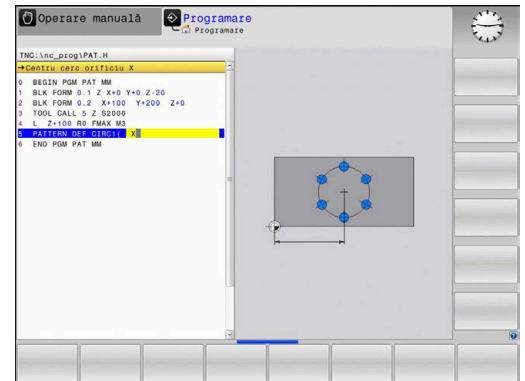 Operare manuală
Programare
Programare
TNC:\nc_prog\PAT.H
→Centru cerc orificiu X
0 BEGIN PGM PAT MM
1 BLK FORM 0.1 Z X+0 Y+0 Z-20
2 BLK FORM 0.2 X+100 Y+200 Z+0
3 TOOL CALL 5 Z S2000
4 L Z+100 R0 FMAX M3
5 PATTERN DEF CIRC1( X
6 END PGM PAT MM